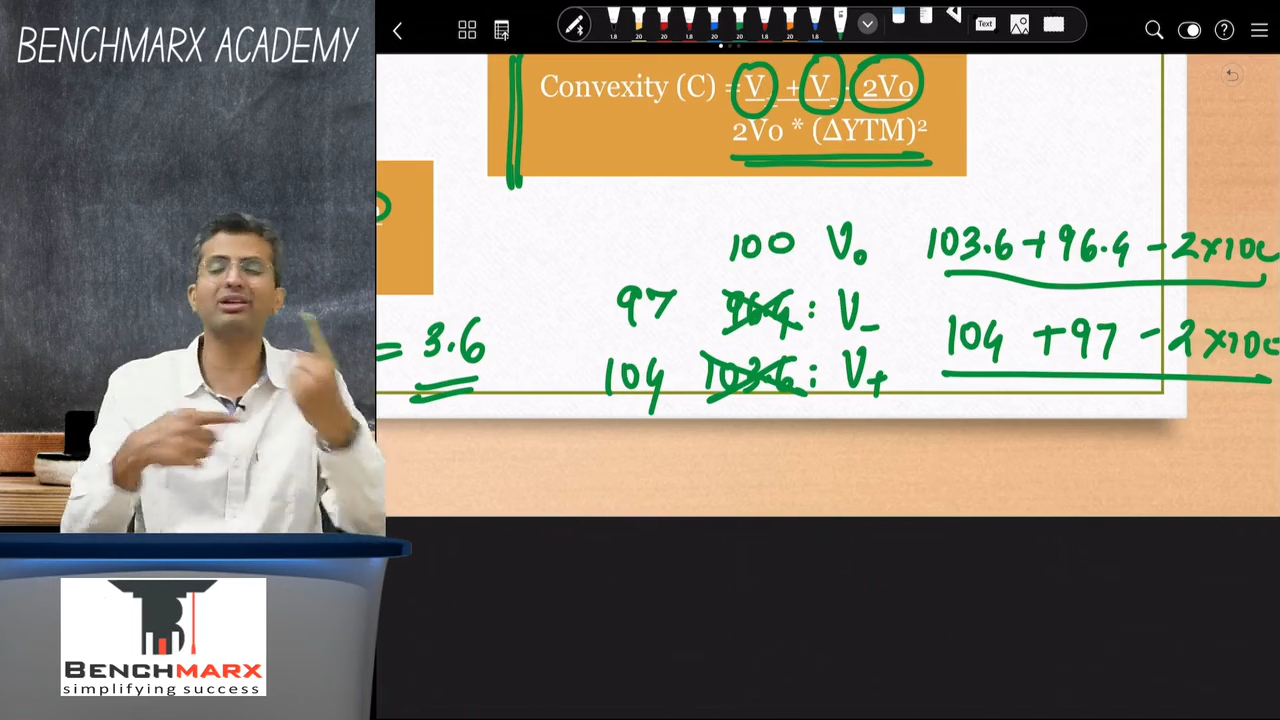 BENCHMARX ACADEMY
Text
Convexity (C) = V₊ + V₋ - 2Vo
2Vo * (ΔYTM)²
100 V₀ 103.6 + 96.4 - 2×100
97 96.4 : V₋
104 + 97 - 2×100
= 3.6
104 103.6 : V₊
BENCHMARX
simplifying success